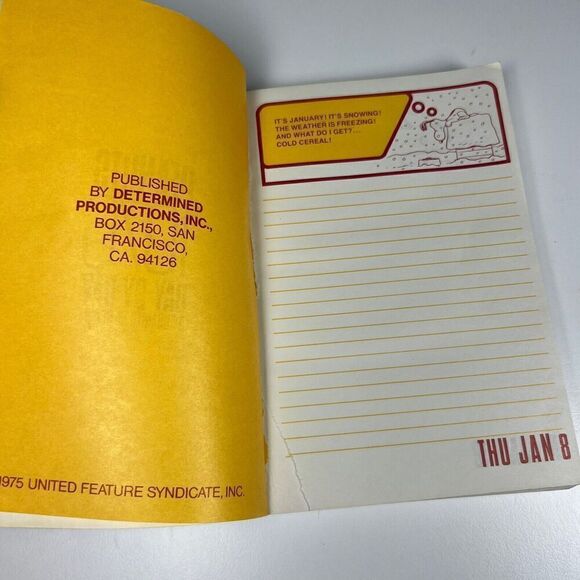 PUBLISHED
BY DETERMINED
PRODUCTIONS, INC.,
BOX 2150, SAN
FRANCISCO,
CA. 94126
1975 UNITED FEATURE SYNDICATE, INC.
IT'S JANUARY! IT'S SNOWING!
THE WEATHER IS FREEZING!
AND WHAT DO I GET?...
COLD CEREAL!
THU JAN 8